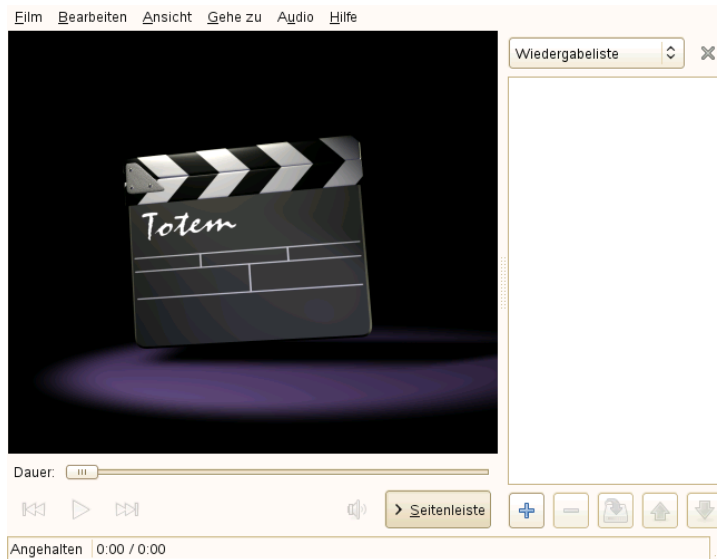 Film Bearbeiten Ansicht Gehe zu Audio Hilfe
Wiedergabeliste
Totem
Dauer:
Seitenleiste
Angehalten 0:00 / 0:00